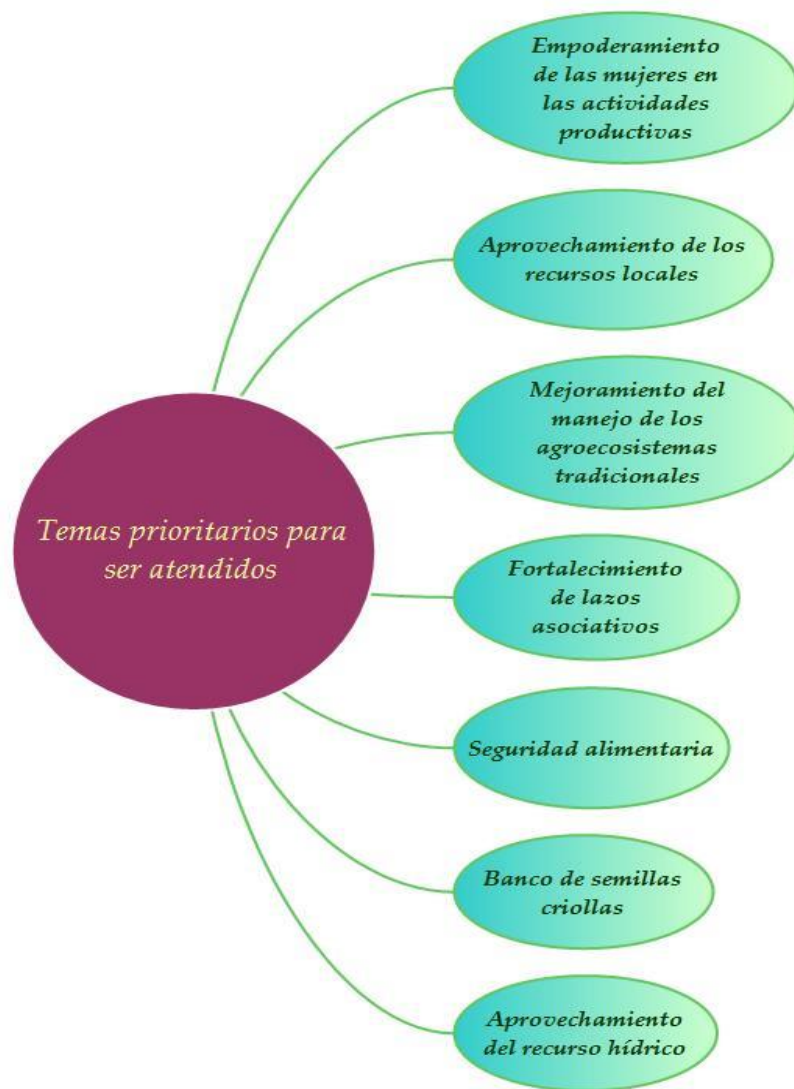 Empoderamiento
de las mujeres en
las actividades
productivas
Aprovechamiento de los
recursos locales
Mejoramiento del
manejo de los
agroecosistemas
tradicionales
Temas prioritarios para
ser atendidos
Fortalecimiento
de lazos
asociativos
Seguridad alimentaria
Banco de semillas
criollas
Aprovechamiento
del recurso hídrico